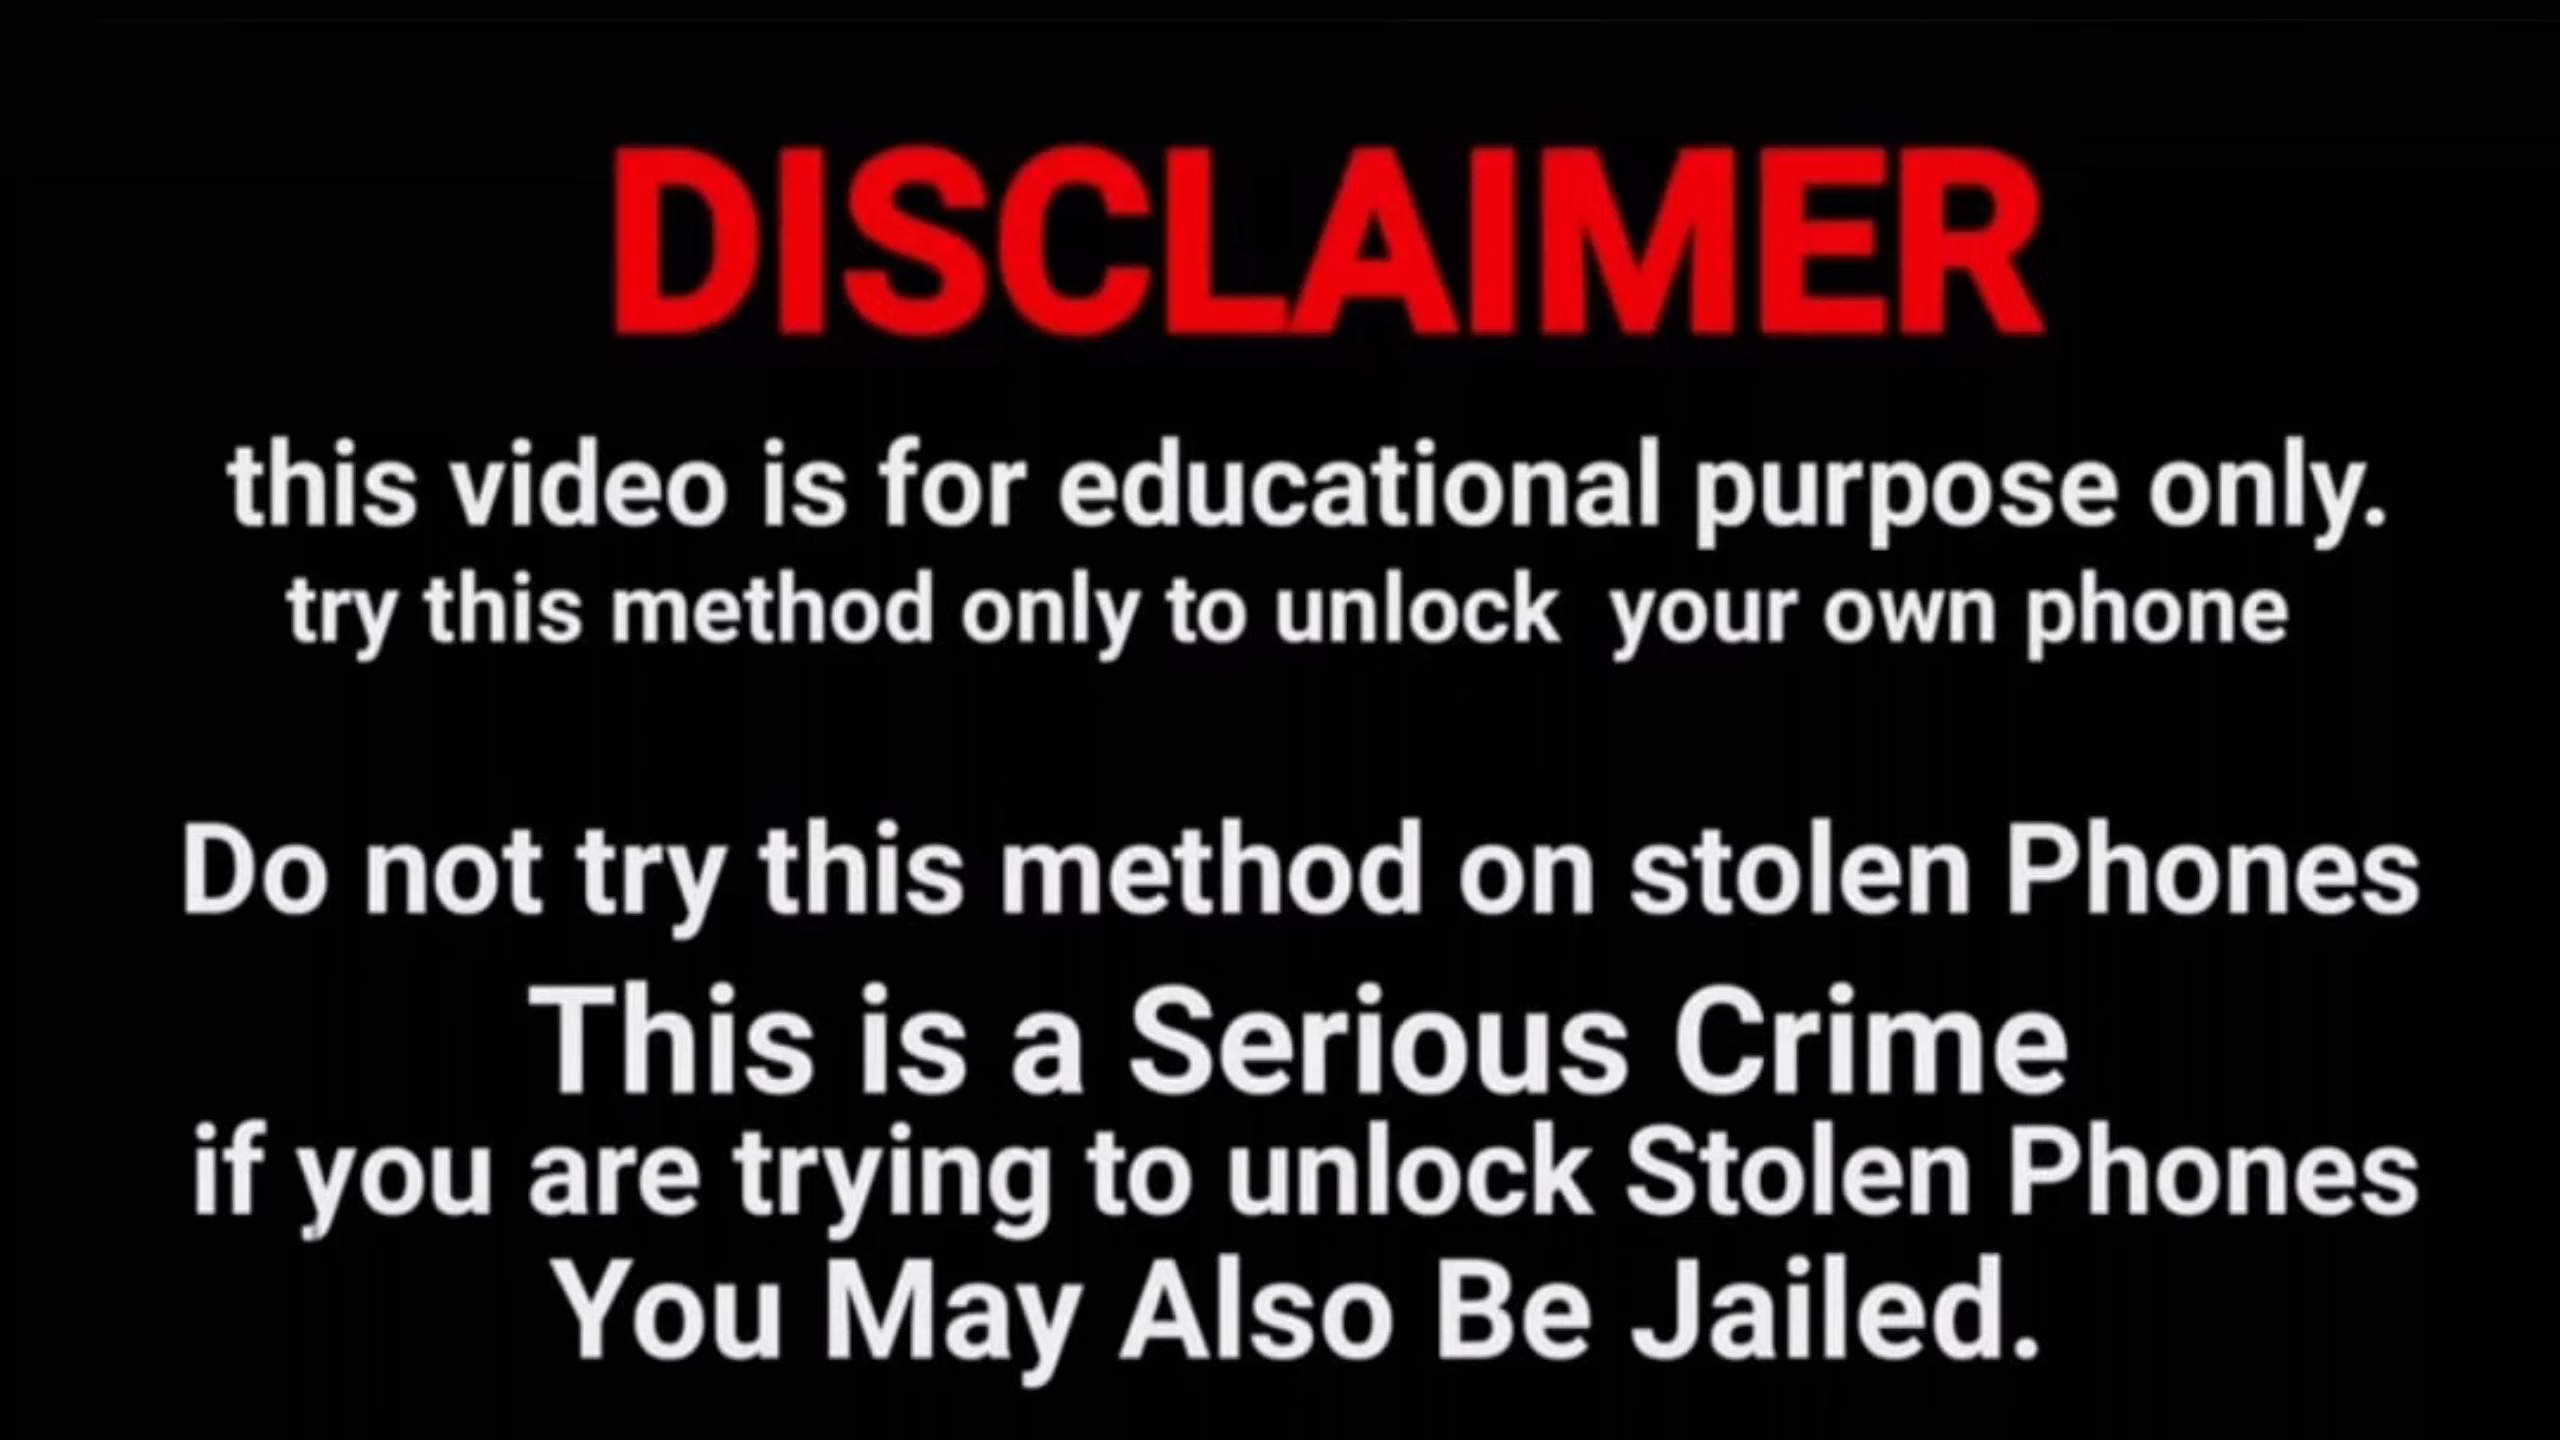 DISCLAIMER
this video is for educational purpose only.
try this method only to unlock your own phone
Do not try this method on stolen Phones
This is a Serious Crime
if you are trying to unlock Stolen Phones
You May Also Be Jailed.